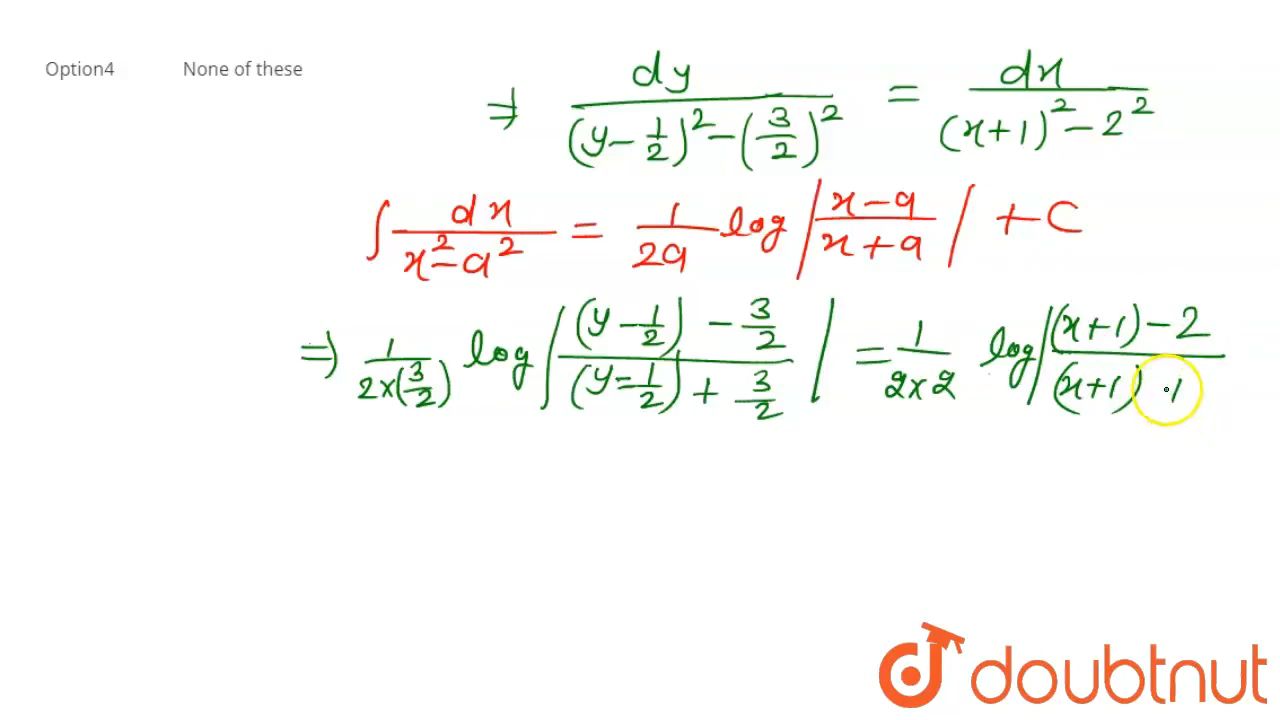 Option4 None of these
⇒ dy / ((y - 1/2)² - (3/2)²) = dx / ((x+1)² - 2²)
∫ dx / (x² - a²) = 1/2a log |(x-a)/(x+a)| + C
⇒ 1/(2×(3/2)) log |((y - 1/2) - 3/2) / ((y = 1/2) + 3/2)| = 1/(2×2) log |((x+1) - 2) / ((x+1)
doubtnut